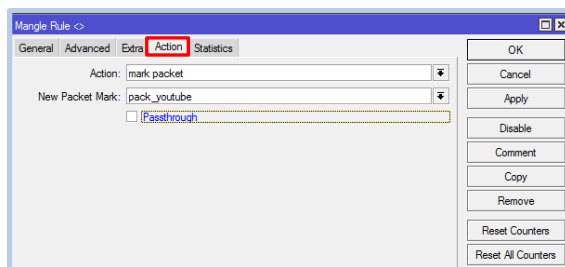 Mangle Rule <>
General Advanced Extra Action Statistics
Action: mark packet
New Packet Mark: pack_youtube
Passthrough
OK
Cancel
Apply
Disable
Comment
Copy
Remove
Reset Counters
Reset All Counters